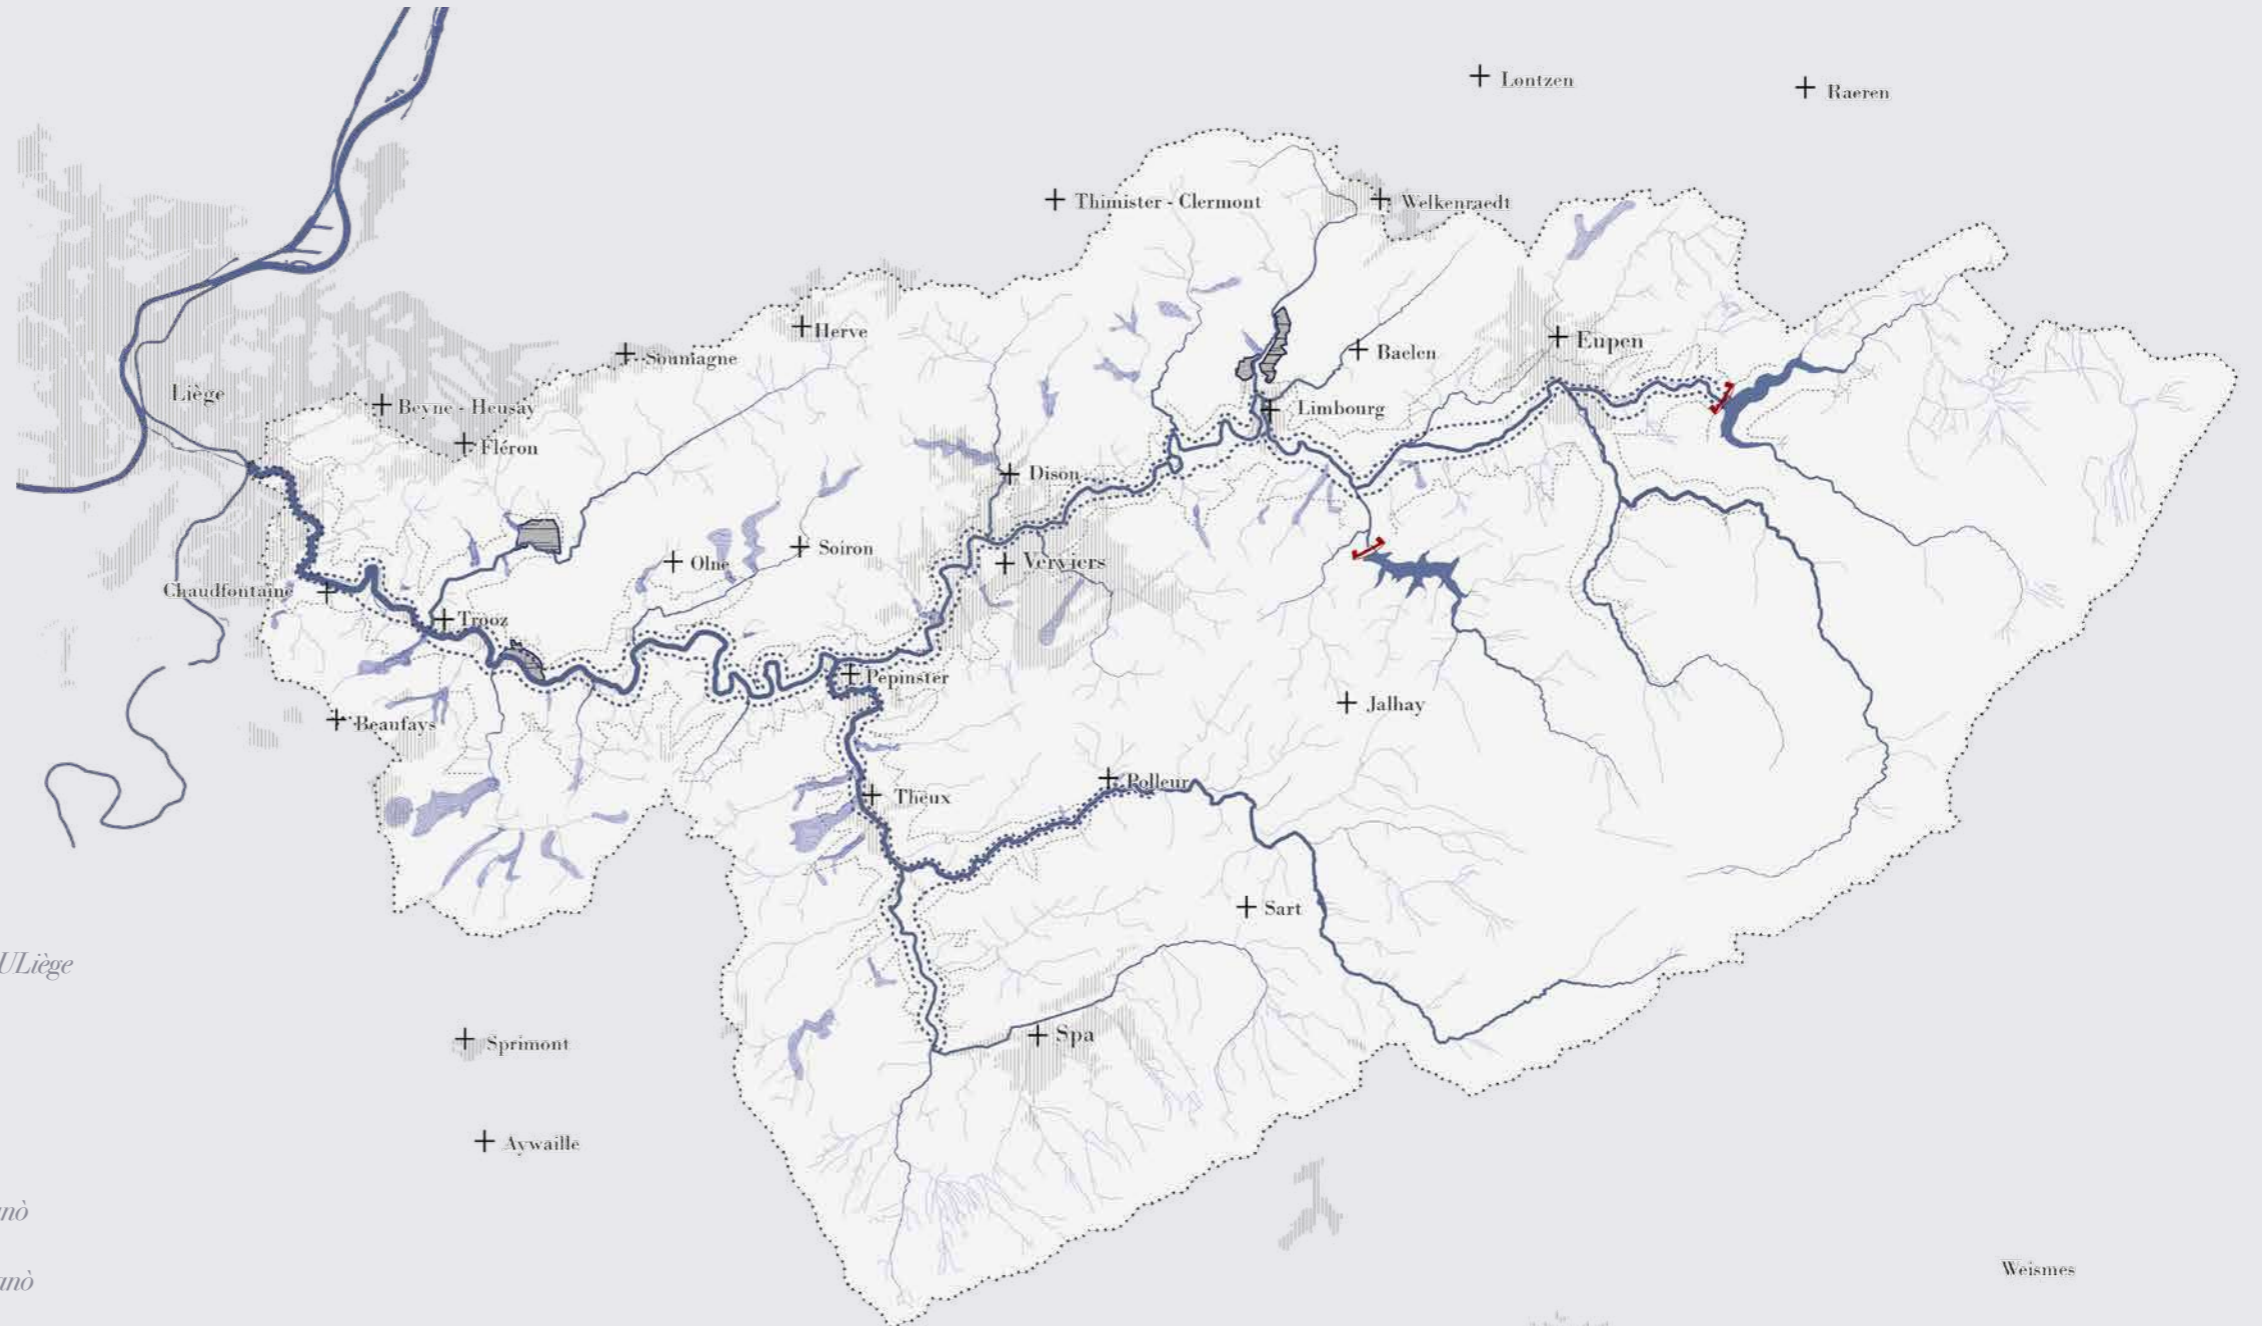 Lontzen
Raeren
Thimister - Clermont
Welkenraedt
Herve
Soumagne
Eupen
Baelen
Liège
Beyne - Heusay
Limbourg
Fléron
Dison
Soiron
Olne
Verviers
Chaudfontaine
Trooz
Pepinster
Jalhay
Beaufays
Polleur
Theux
Sart
ULiège
Spa
Sprimont
Aywaille
Weismes